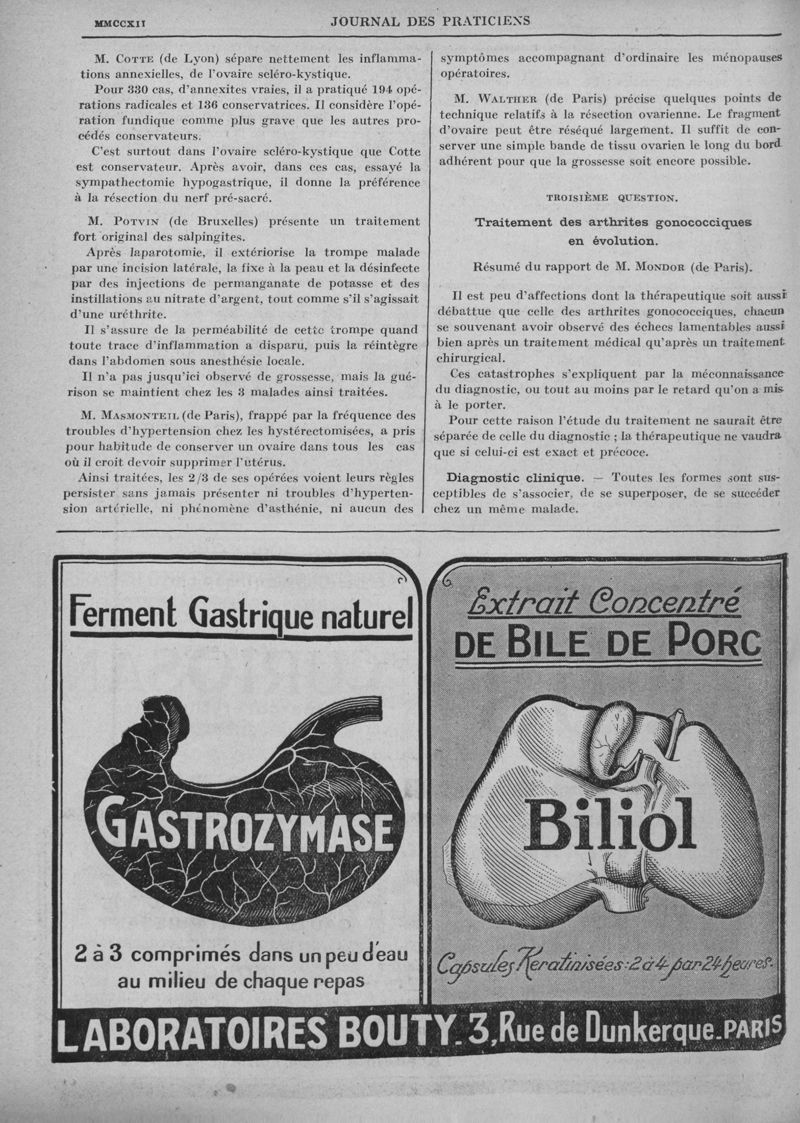 MMCCXII
JOURNAL DES PRATICIENS
M. COTTE (de Lyon) sépare nettement les inflamma-
tions annexielles, de l'ovaire scléro-kystique.
Pour 330 cas, d'annexites vraies, il a pratiqué 194 opé-
rations radicales et 136 conservatrices. Il considère l'opé-
ration fundique comme plus grave que les autres pro-
cédés conservateurs.
C'est surtout dans l'ovaire scléro-kystique que Cotte
est conservateur. Après avoir, dans ces cas, essayé la
sympathectomie hypogastrique, il donne la préférence
à la résection du nerf pré-sacré.
M. POTVIN (de Bruxelles) présente un traitement
fort original des salpingites.
Après laparotomie, il extériorise la trompe malade
par une incision latérale, la fixe à la peau et la désinfecte
par des injections de permanganate de potasse et des
instillations au nitrate d'argent, tout comme s'il s'agissait
d'une uréthrite.
Il s'assure de la perméabilité de cette trompe quand
toute trace d'inflammation a disparu, puis la réintègre
dans l'abdomen sous anesthésie locale.
Il n'a pas jusqu'ici observé de grossesse, mais la gué-
rison se maintient chez les 3 malades ainsi traitées.
M. MASMONTEIL (de Paris), frappé par la fréquence des
troubles d'hypertension chez les hystérectomisées, a pris
pour habitude de conserver un ovaire dans tous les cas
où il croit devoir supprimer l'utérus.
Ainsi traitées, les 2/3 de ses opérées voient leurs règles
persister sans jamais présenter ni troubles d'hyperten-
sion artérielle, ni phénomène d'asthénie, ni aucun des
symptômes accompagnant d'ordinaire les ménopauses
opératoires.
M. WALTHER (de Paris) précise quelques points de
technique relatifs à la résection ovarienne. Le fragment
d'ovaire peut être réséqué largement. Il suffit de con-
server une simple bande de tissu ovarien le long du bord
adhérent pour que la grossesse soit encore possible.
TROISIÈME QUESTION.
Traitement des arthrites gonococciques
en évolution.
Résumé du rapport de M. MONDOR (de Paris).
Il est peu d'affections dont la thérapeutique soit aussi
débattue que celle des arthrites gonococciques, chacun
se souvenant avoir observé des échecs lamentables aussi
bien après un traitement médical qu'après un traitement
chirurgical.
Ces catastrophes s'expliquent par la méconnaissance
du diagnostic, ou tout au moins par le retard qu'on a mis
à le porter.
Pour cette raison l'étude du traitement ne saurait être
séparée de celle du diagnostic ; la thérapeutique ne vaudra
que si celui-ci est exact et précoce.
Diagnostic clinique. — Toutes les formes sont sus-
ceptibles de s'associer, de se superposer, de se succéder
chez un même malade.
Ferment Gastrique naturel
GASTROZYMASE
2 à 3 comprimés dans un peu d'eau
au milieu de chaque repas
Extrait Concentré
DE BILE DE PORC
Biliol
Capsules Kératinisées: 2 à 4 par 24 heures.
LABORATOIRES BOUTY_3, Rue de Dunkerque_PARIS